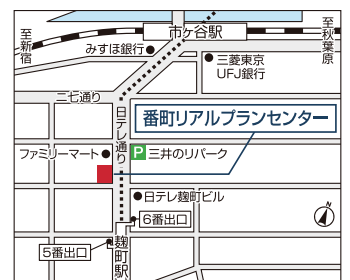 至新宿
市ヶ谷駅
至秋葉原
みずほ銀行
三菱東京
UFJ銀行
二七通り
日テレ通り
番町リアルプランセンター
ファミリーマート
P 三井のリパーク
日テレ麹町ビル
6番出口
5番出口
麹町駅
N